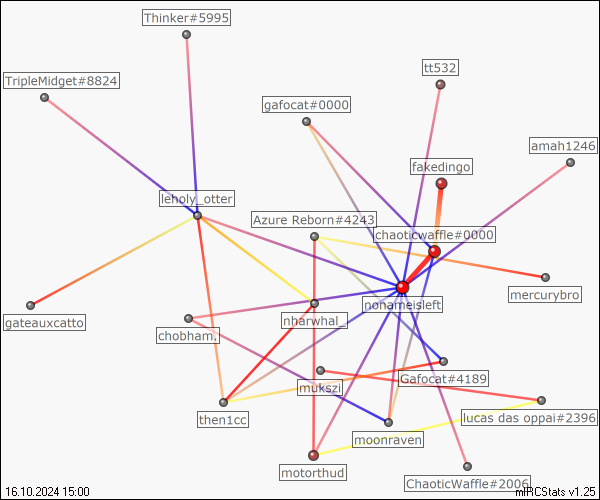 Thinker#5995
tt532
TripleMidget#8824
gafocat#0000
amah1246
fakedingo
leholy_otter
Azure Reborn#4243
chaoticwaffle#0000
mercurybro
nonameisleft
gateauxcatto
nharwhal_
chobham.
Gafocat#4189
mukszi
lucas das oppai#2396
then1cc
moonraven
motorthud
ChaoticWaffle#2006
16.10.2024 15:00
mIRCStats v1.25